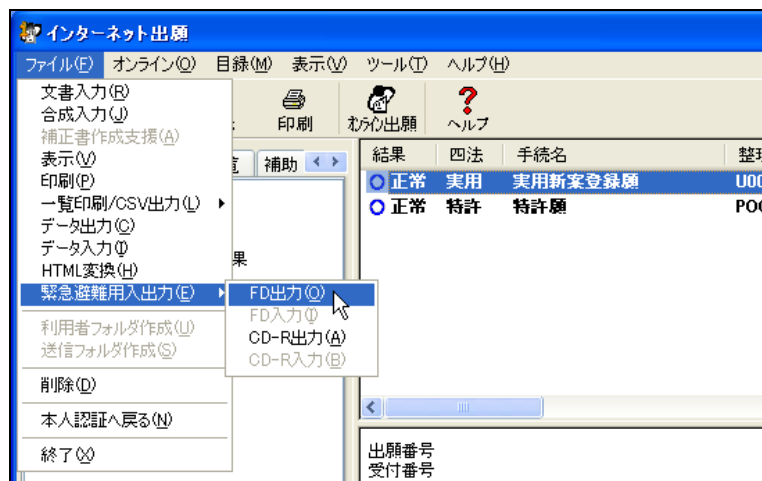 インターネット出願
ファイル(F) オンライン(O) 目録(M) 表示(V) ツール(T) ヘルプ(H)
文書入力(R)
合成入力(J)
補正書作成支援(A)
表示(V)
印刷(P)
一覧印刷/CSV出力(L)
データ出力(C)
データ入力(I)
HTML変換(H)
緊急避難用入出力(E)
利用者フォルダ作成(U)
送信フォルダ作成(S)
削除(D)
本人認証へ戻る(N)
終了(X)
FD出力(O)
FD入力(I)
CD-R出力(A)
CD-R入力(B)
印刷 オンライン出願 ヘルプ
補助
果
結果 四法 手続名 整理
正常 実用 実用新案登録願 U00
正常 特許 特許願 P00
出願番号
受付番号